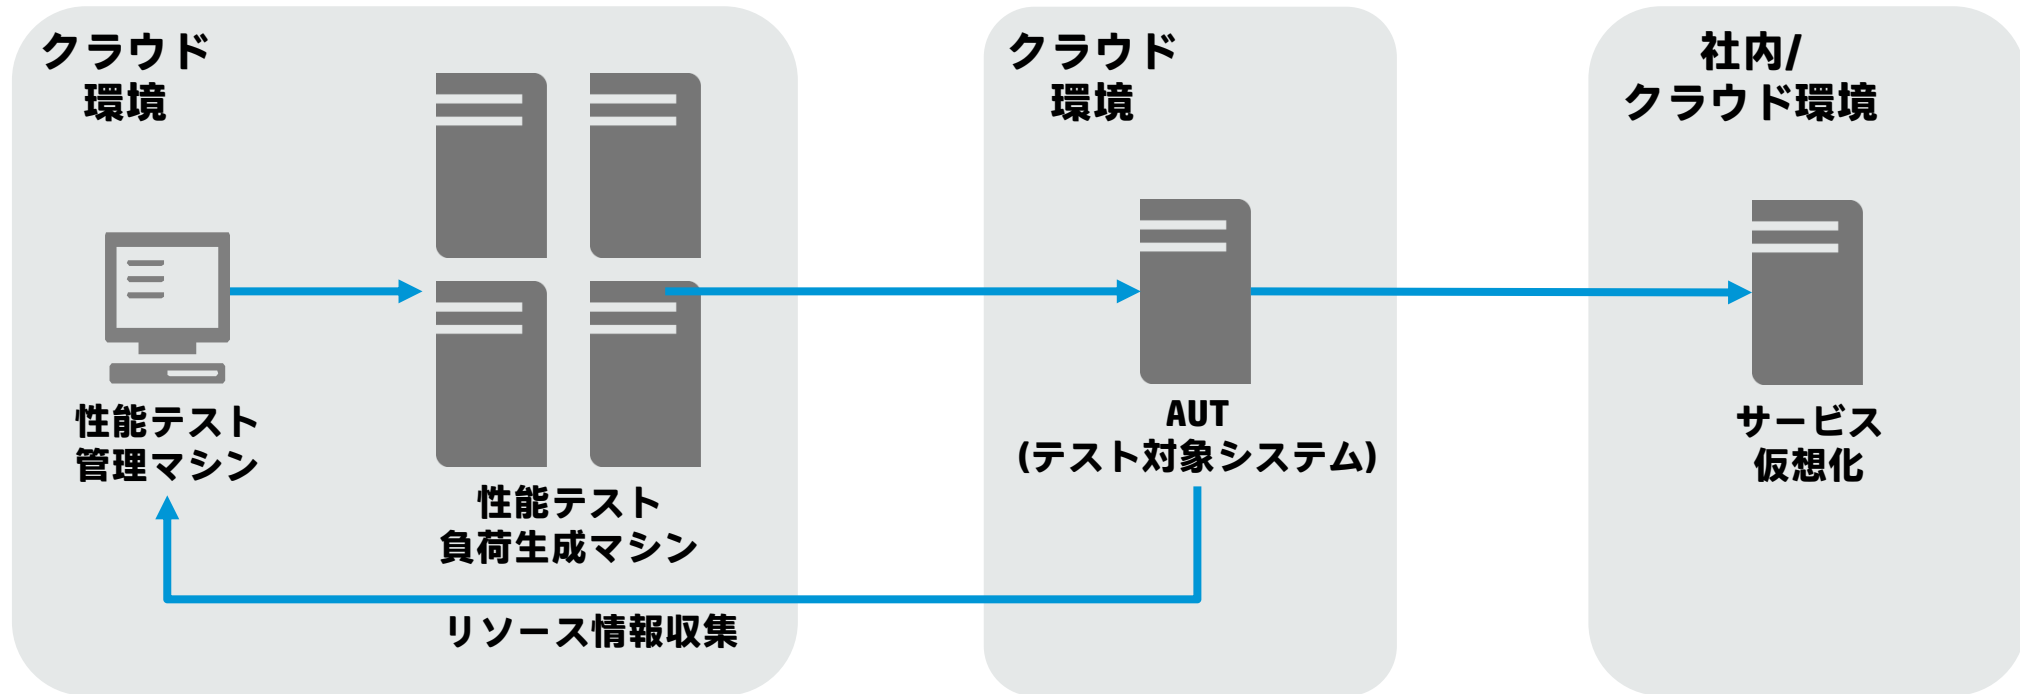 クラウド
環境
クラウド
環境
社内/
クラウド環境
性能テスト
管理マシン
性能テスト
負荷生成マシン
AUT
(テスト対象システム)
サービス
仮想化
リソース情報収集